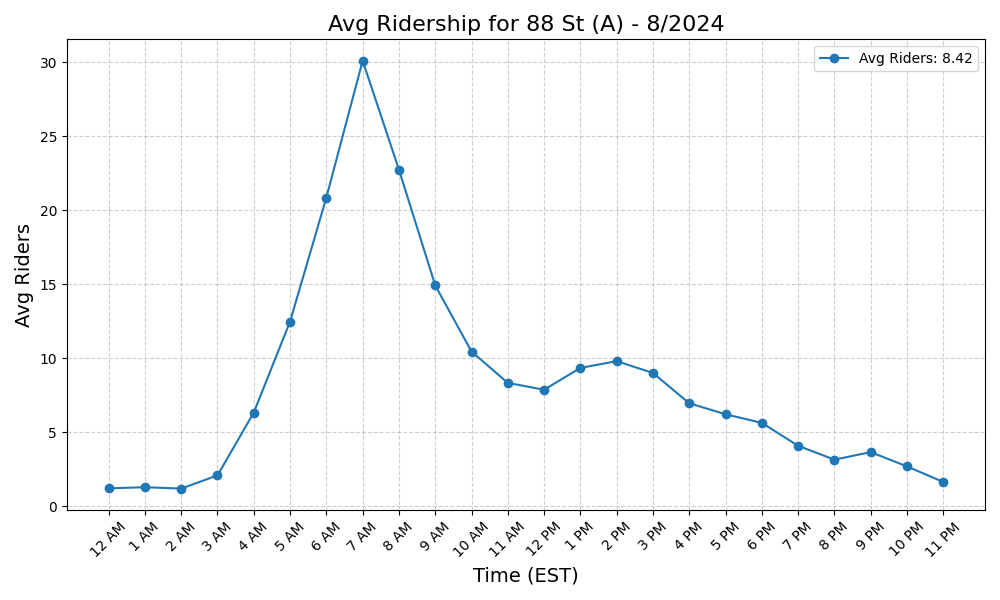 Avg Ridership for 88 St (A) - 8/2024
Avg Riders: 8.42
Avg Riders
30
25
20
15
10
5
0
12 AM
1 AM
2 AM
3 AM
4 AM
5 AM
6 AM
7 AM
8 AM
9 AM
10 AM
11 AM
12 PM
1 PM
2 PM
3 PM
4 PM
5 PM
6 PM
7 PM
8 PM
9 PM
10 PM
11 PM
Time (EST)